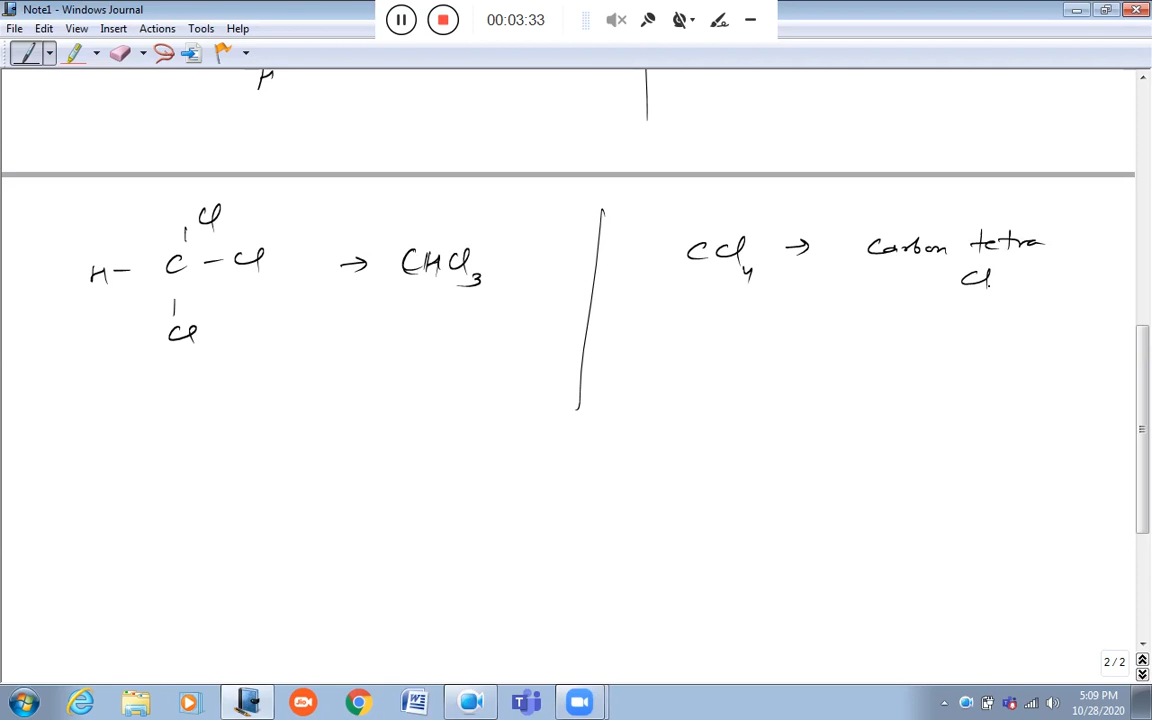 Note1 - Windows Journal
00:03:33
File Edit View Insert Actions Tools Help
H
Cl
H - C - Cl → CHCl3
Cl
CCl4 → Carbon tetra
Cl
2/2
5:09 PM
10/28/2020